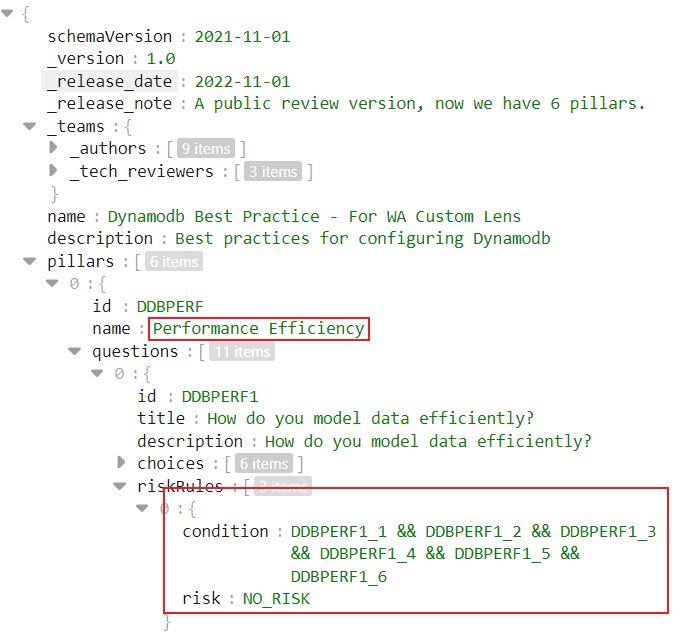 {
schemaVersion : 2021-11-01
_version : 1.0
_release_date : 2022-11-01
_release_note : A public review version, now we have 6 pillars.
_teams : {
_authors : [ 9 items ]
_tech_reviewers : [ 3 items ]
}
name : Dynamodb Best Practice - For WA Custom Lens
description : Best practices for configuring Dynamodb
pillars : [ 6 items
0 : {
id : DDBPERF
name : Performance Efficiency
questions : [ 11 items
0 : {
id : DDBPERF1
title : How do you model data efficiently?
description : How do you model data efficiently?
choices : [ 6 items ]
riskRules : [ 3 items
0 : {
condition : DDBPERF1_1 && DDBPERF1_2 && DDBPERF1_3
&& DDBPERF1_4 && DDBPERF1_5 &&
DDBPERF1_6
risk : NO_RISK
}